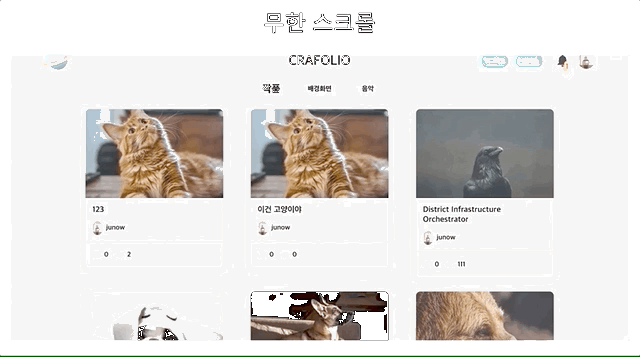 무한 스크롤
CRAFOLIO
작품 배경화면 음악
123
junow
0 2
이건 고양이야
junow
0 0
District Infrastructure
Orchestrator
junow
0 111